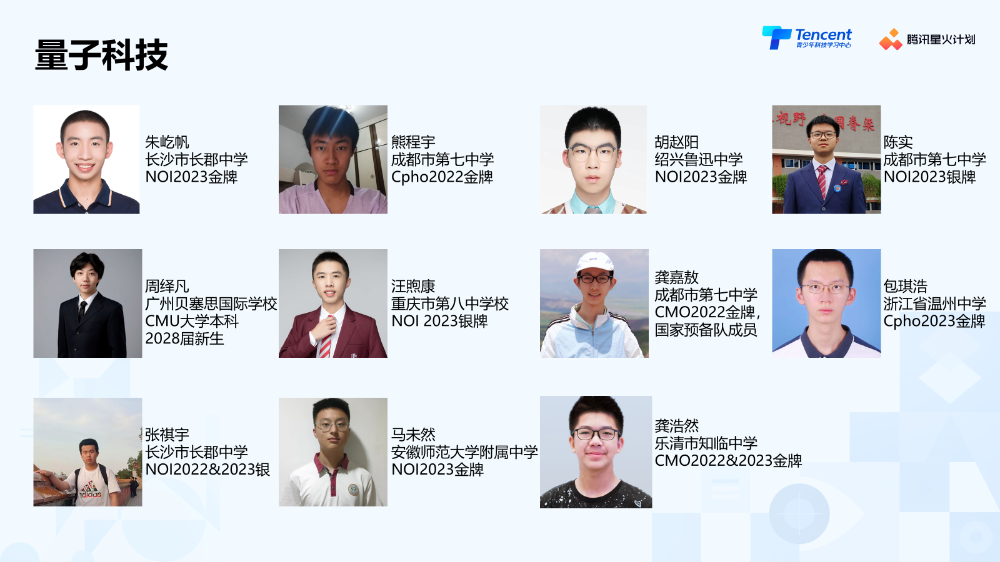 量子科技
Tencent
青少年科技学习中心
腾讯星火计划
朱屹帆
长沙市长郡中学
NOI2023金牌
熊程宇
成都市第七中学
Cpho2022金牌
胡赵阳
绍兴鲁迅中学
NOI2023金牌
视野
国脊梁
陈实
成都市第七中学
NOI2023银牌
周绎凡
广州贝塞思国际学校
CMU大学本科
2028届新生
汪煦康
重庆市第八中学校
NOI 2023银牌
龚嘉敖
成都市第七中学
CMO2022金牌，
国家预备队成员
包琪浩
浙江省温州中学
Cpho2023金牌
adidas
张祺宇
长沙市长郡中学
NOI2022&2023银
马未然
安徽师范大学附属中学
NOI2023金牌
龚浩然
乐清市知临中学
CMO2022&2023金牌